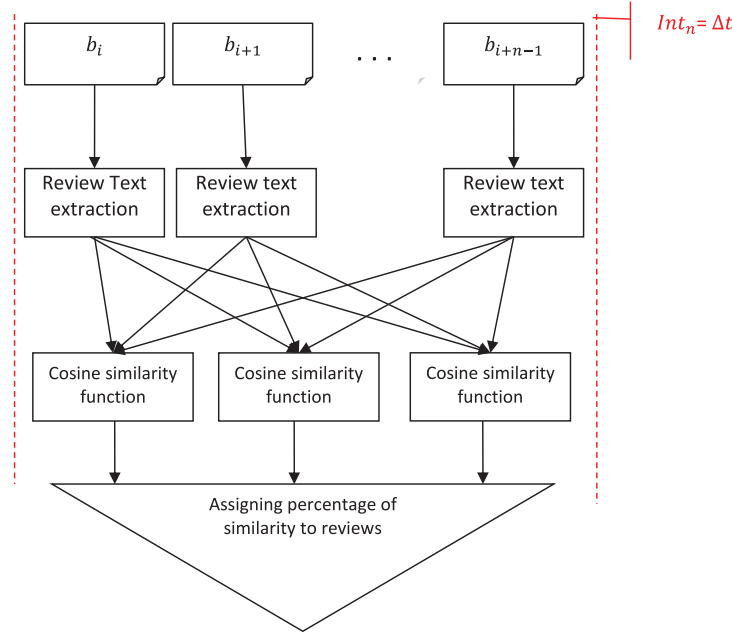 b_i b_{i+1} . . . b_{i+n−1} Int_n= Δt
Review Text
extraction
Review text
extraction
Review text
extraction
Cosine similarity
function
Cosine similarity
function
Cosine similarity
function
Assigning percentage of
similarity to reviews